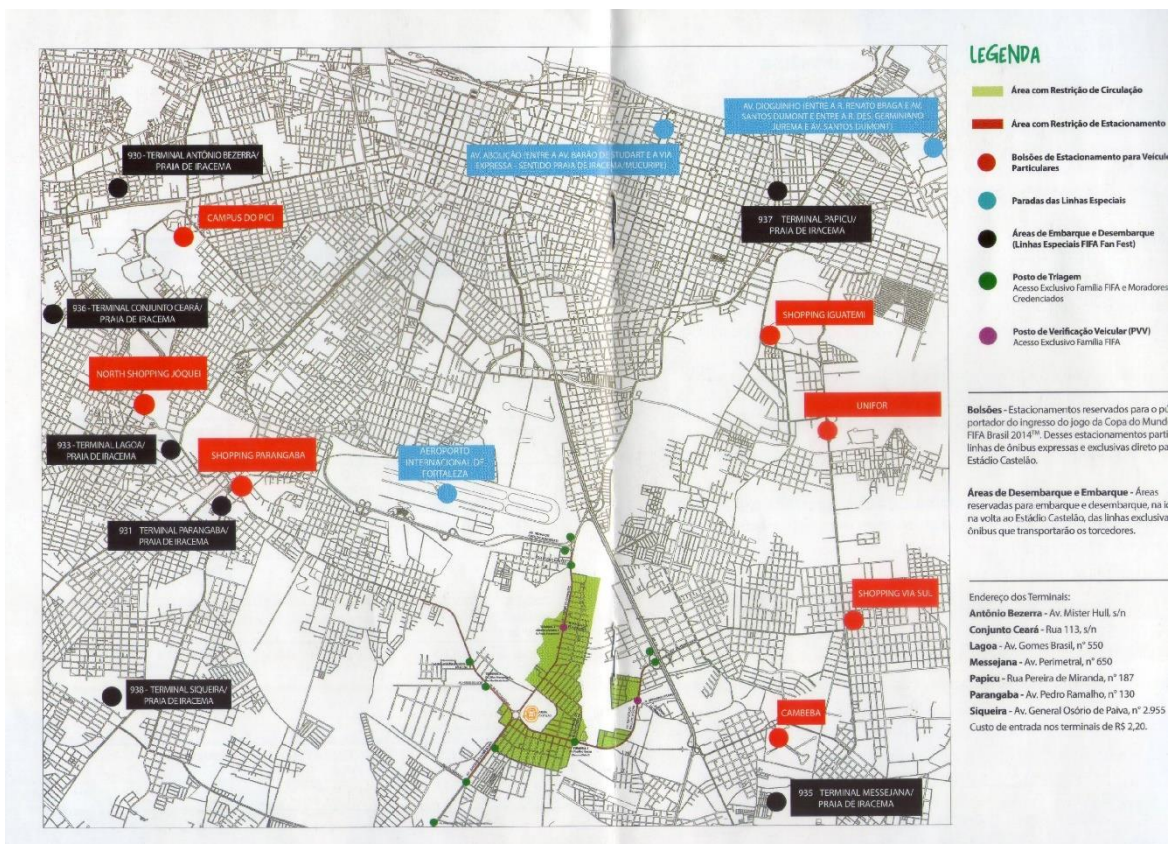 LEGENDA
Área com Restrição de Circulação
Área com Restrição de Estacionamento
Bolsões de Estacionamento para Veícul
Particulares
Paradas das Linhas Especiais
Áreas de Embarque e Desembarque
(Linhas Especiais FIFA Fan Fest)
Posto de Triagem
Acesso Exclusivo Família FIFA e Moradores
Credenciados
Posto de Verificação Veicular (PVV)
Acesso Exclusivo Família FIFA
AV. DIOGUINHO (ENTRE A R. RENATO BRAGA E AV.
SANTOS DUMONT E ENTRE A R. DES. GERMINIANO
JUREMA E AV. SANTOS DUMONT)
AV. ABOLIÇÃO (ENTRE A AV. BARÃO DE STUDART E A VIA
EXPRESSA - SENTIDO PRAIA DE IRACEMA/MUCURIPE)
930 - TERMINAL ANTÔNIO BEZERRA/
PRAIA DE IRACEMA
CAMPUS DO PICI
937 TERMINAL PAPICU/
PRAIA DE IRACEMA
936 - TERMINAL CONJUNTO CEARÁ/
PRAIA DE IRACEMA
SHOPPING IGUATEMI
NORTH SHOPPING JÓQUEI
UNIFOR
933 - TERMINAL LAGOA/
PRAIA DE IRACEMA
SHOPPING PARANGABA
AEROPORTO
INTERNACIONAL DE
FORTALEZA
931 TERMINAL PARANGABA/
PRAIA DE IRACEMA
SHOPPING VIA SUL
938 - TERMINAL SIQUEIRA/
PRAIA DE IRACEMA
CAMBEBA
935 TERMINAL MESSEJANA/
PRAIA DE IRACEMA
Bolsões - Estacionamentos reservados para o pú
portador do ingresso do jogo da Copa do Mund
FIFA Brasil 2014™. Desses estacionamentos parti
linhas de ônibus expressas e exclusivas direto pa
Estádio Castelão.
Áreas de Desembarque e Embarque - Áreas
reservadas para embarque e desembarque, na id
na volta ao Estádio Castelão, das linhas exclusiva
ônibus que transportarão os torcedores.
Endereço dos Terminais:
Antônio Bezerra - Av. Mister Hull, s/n
Conjunto Ceará - Rua 113, s/n
Lagoa - Av. Gomes Brasil, nº 550
Messejana - Av. Perimetral, nº 650
Papicu - Rua Pereira de Miranda, nº 187
Parangaba - Av. Pedro Ramalho, nº 130
Siqueira - Av. General Osório de Paiva, nº 2.955
Custo de entrada nos terminais de R$ 2,20.